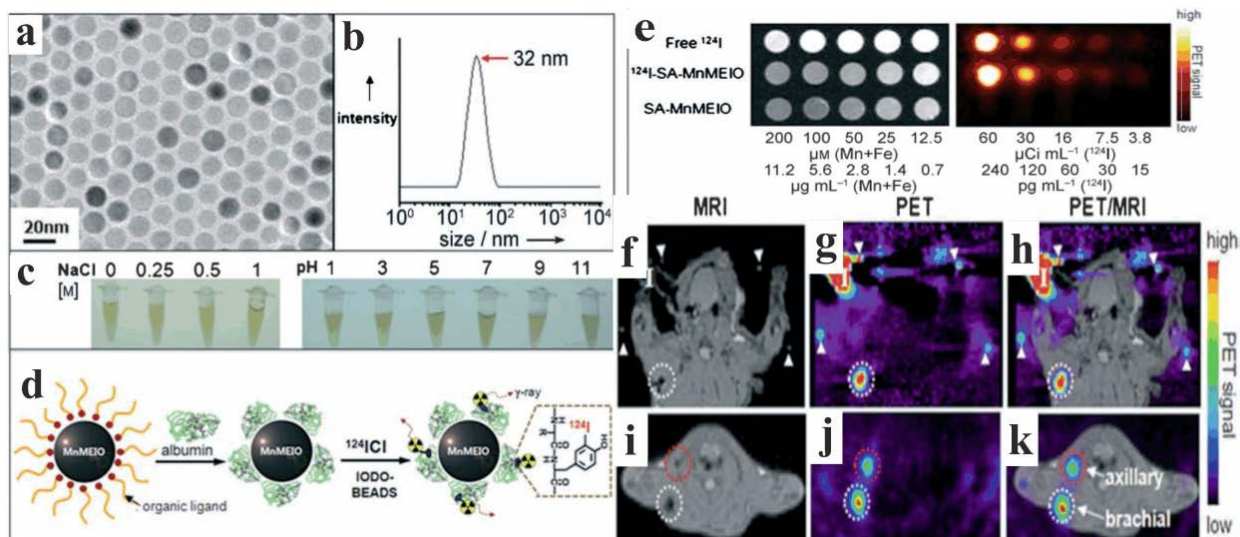 a
20nm
b
32 nm
intensity
10⁰ 10¹ 10² 10³ 10⁴
size / nm
c
NaCl 0 0.25 0.5 1
[M]
pH 1 3 5 7 9 11
d
MnMEIO
organic ligand
albumin
MnMEIO
¹²⁴ICl
IODO-
BEADS
MnMEIO
γ-ray
¹²⁴I
HO
e
Free ¹²⁴I
¹²⁴I-SA-MnMEIO
SA-MnMEIO
200 100 50 25 12.5
μM (Mn+Fe)
11.2 5.6 2.8 1.4 0.7
μg mL⁻¹ (Mn+Fe)
60 30 16 7.5 3.8
μCi mL⁻¹ (¹²⁴I)
240 120 60 30 15
pg mL⁻¹ (¹²⁴I)
high
PET signal
low
MRI
PET
PET/MRI
f
I
g
I
h
I
i
j
k
axillary
brachial
high
PET signal
low